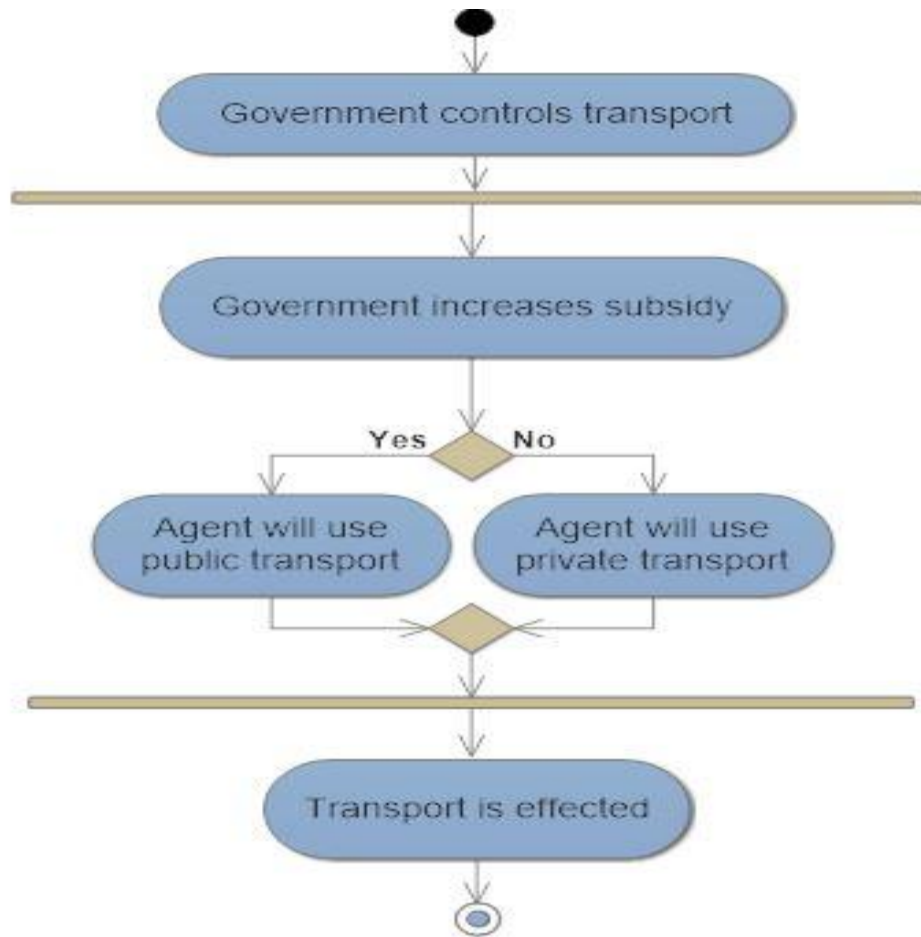 Government controls transport
Government increases subsidy
Yes No
Agent will use
public transport
Agent will use
private transport
Transport is effected